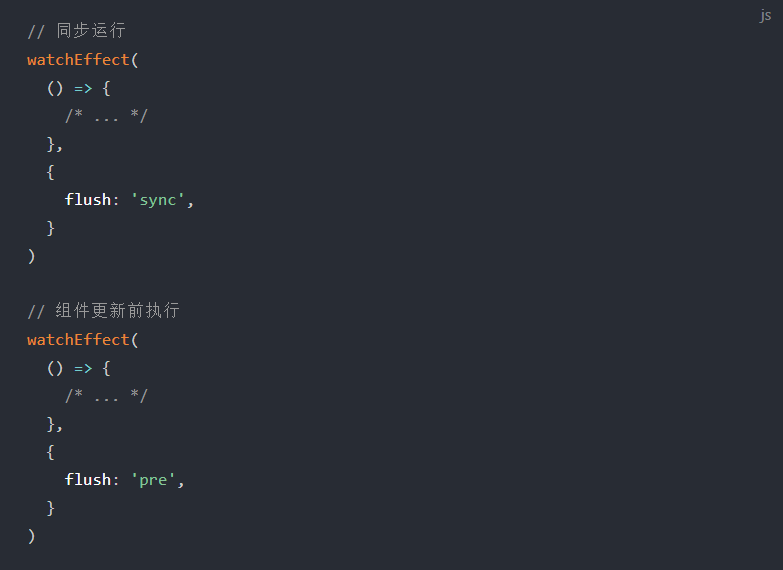 js
// 同步运行
watchEffect(
  () => {
    /* ... */
  },
  {
    flush: 'sync',
  }
)

// 组件更新前执行
watchEffect(
  () => {
    /* ... */
  },
  {
    flush: 'pre',
  }
)